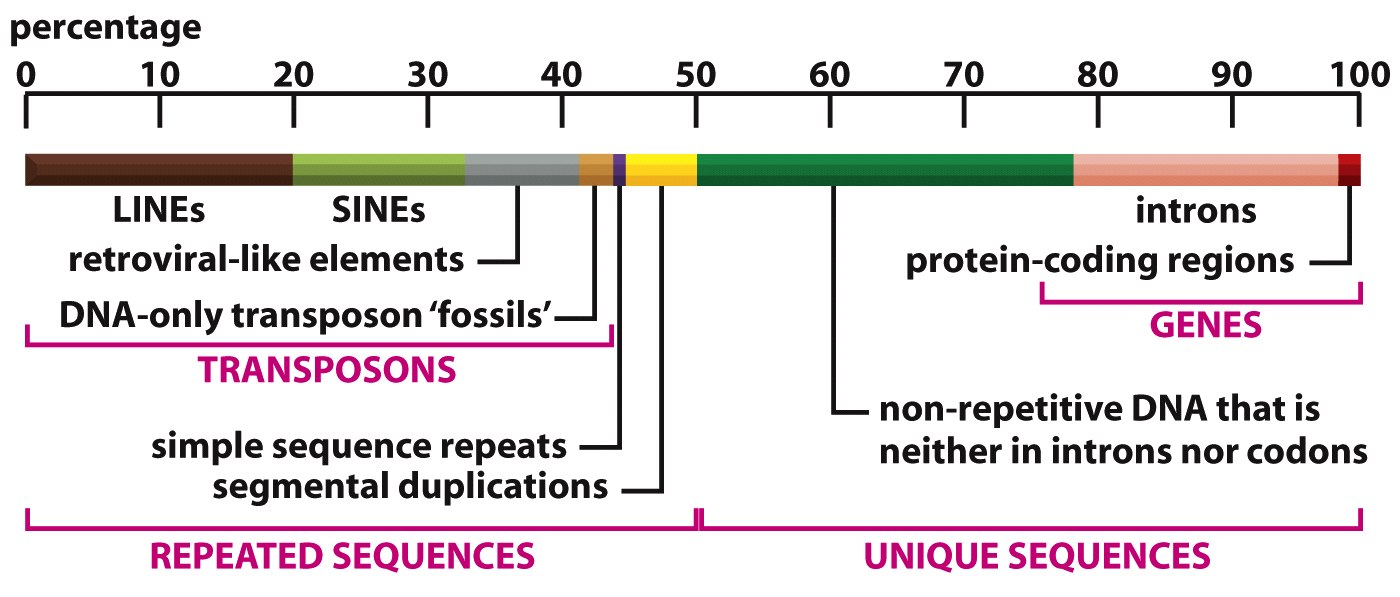 percentage
0 10 20 30 40 50 60 70 80 90 100
LINEs SINEs introns
retroviral-like elements protein-coding regions
DNA-only transposon ‘fossils’ GENES
TRANSPOSONS
non-repetitive DNA that is
neither in introns nor codons
simple sequence repeats
segmental duplications
REPEATED SEQUENCES UNIQUE SEQUENCES